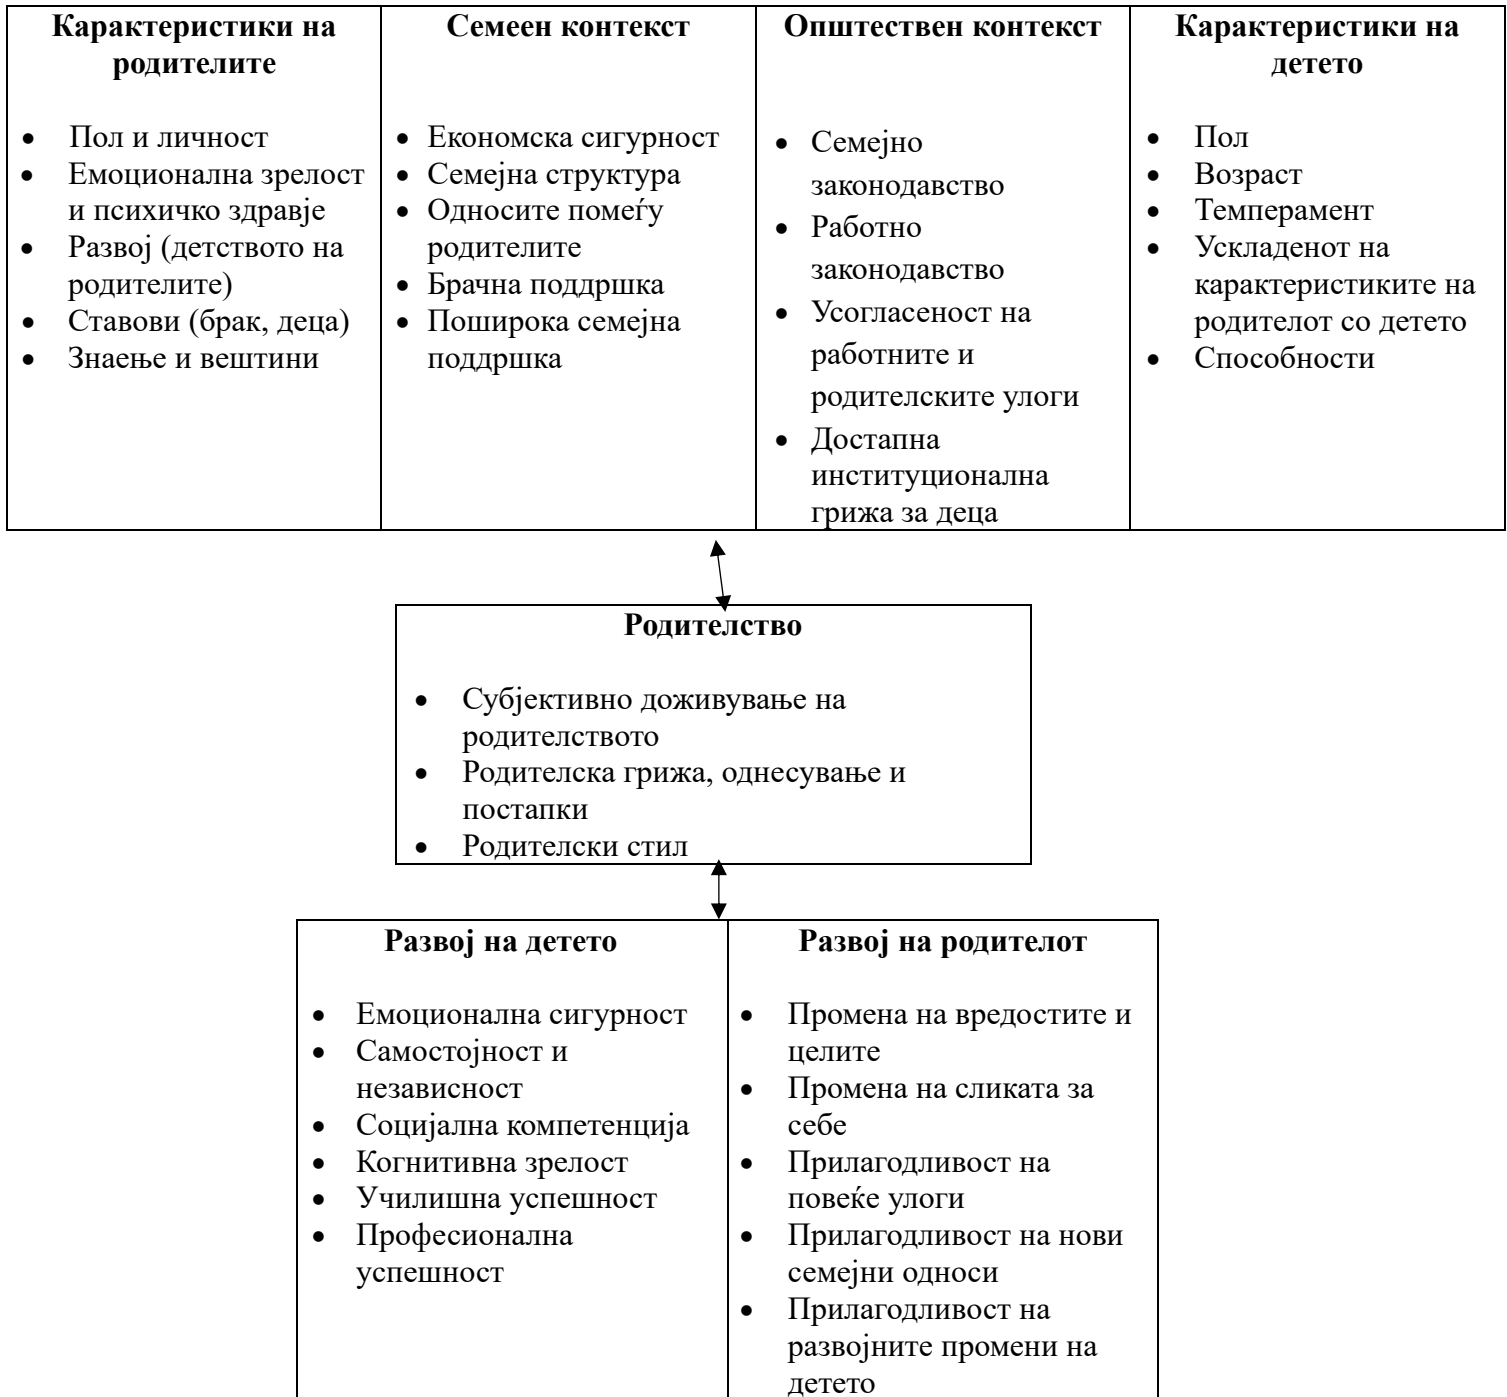 Карактеристики на
родителите
• Пол и личност
• Емоционална зрелост
и психичко здравје
• Развој (детството на
родителите)
• Ставови (брак, деца)
• Знаење и вештини
Семеен контекст
• Економска сигурност
• Семејна структура
• Односите помеѓу
родителите
• Брачна поддршка
• Поширока семејна
поддршка
Општествен контекст
• Семејно
законодавство
• Работно
законодавство
• Усогласеност на
работните и
родителските улоги
• Достапна
институционална
грижа за деца
Карактеристики на
детето
• Пол
• Возраст
• Темперамент
• Ускладенот на
карактеристиките на
родителот со детето
• Способности
Родителство
• Субјективно доживување на
родителството
• Родителска грижа, однесување и
постапки
• Родителски стил
Развој на детето
• Емоционална сигурност
• Самостојност и
независност
• Социјална компетенција
• Когнитивна зрелост
• Училишна успешност
• Професионална
успешност
Развој на родителот
• Промена на вредостите и
целите
• Промена на сликата за
себе
• Прилагодливост на
повеќе улоги
• Прилагодливост на нови
семејни односи
• Прилагодливост на
развојните промени на
детето